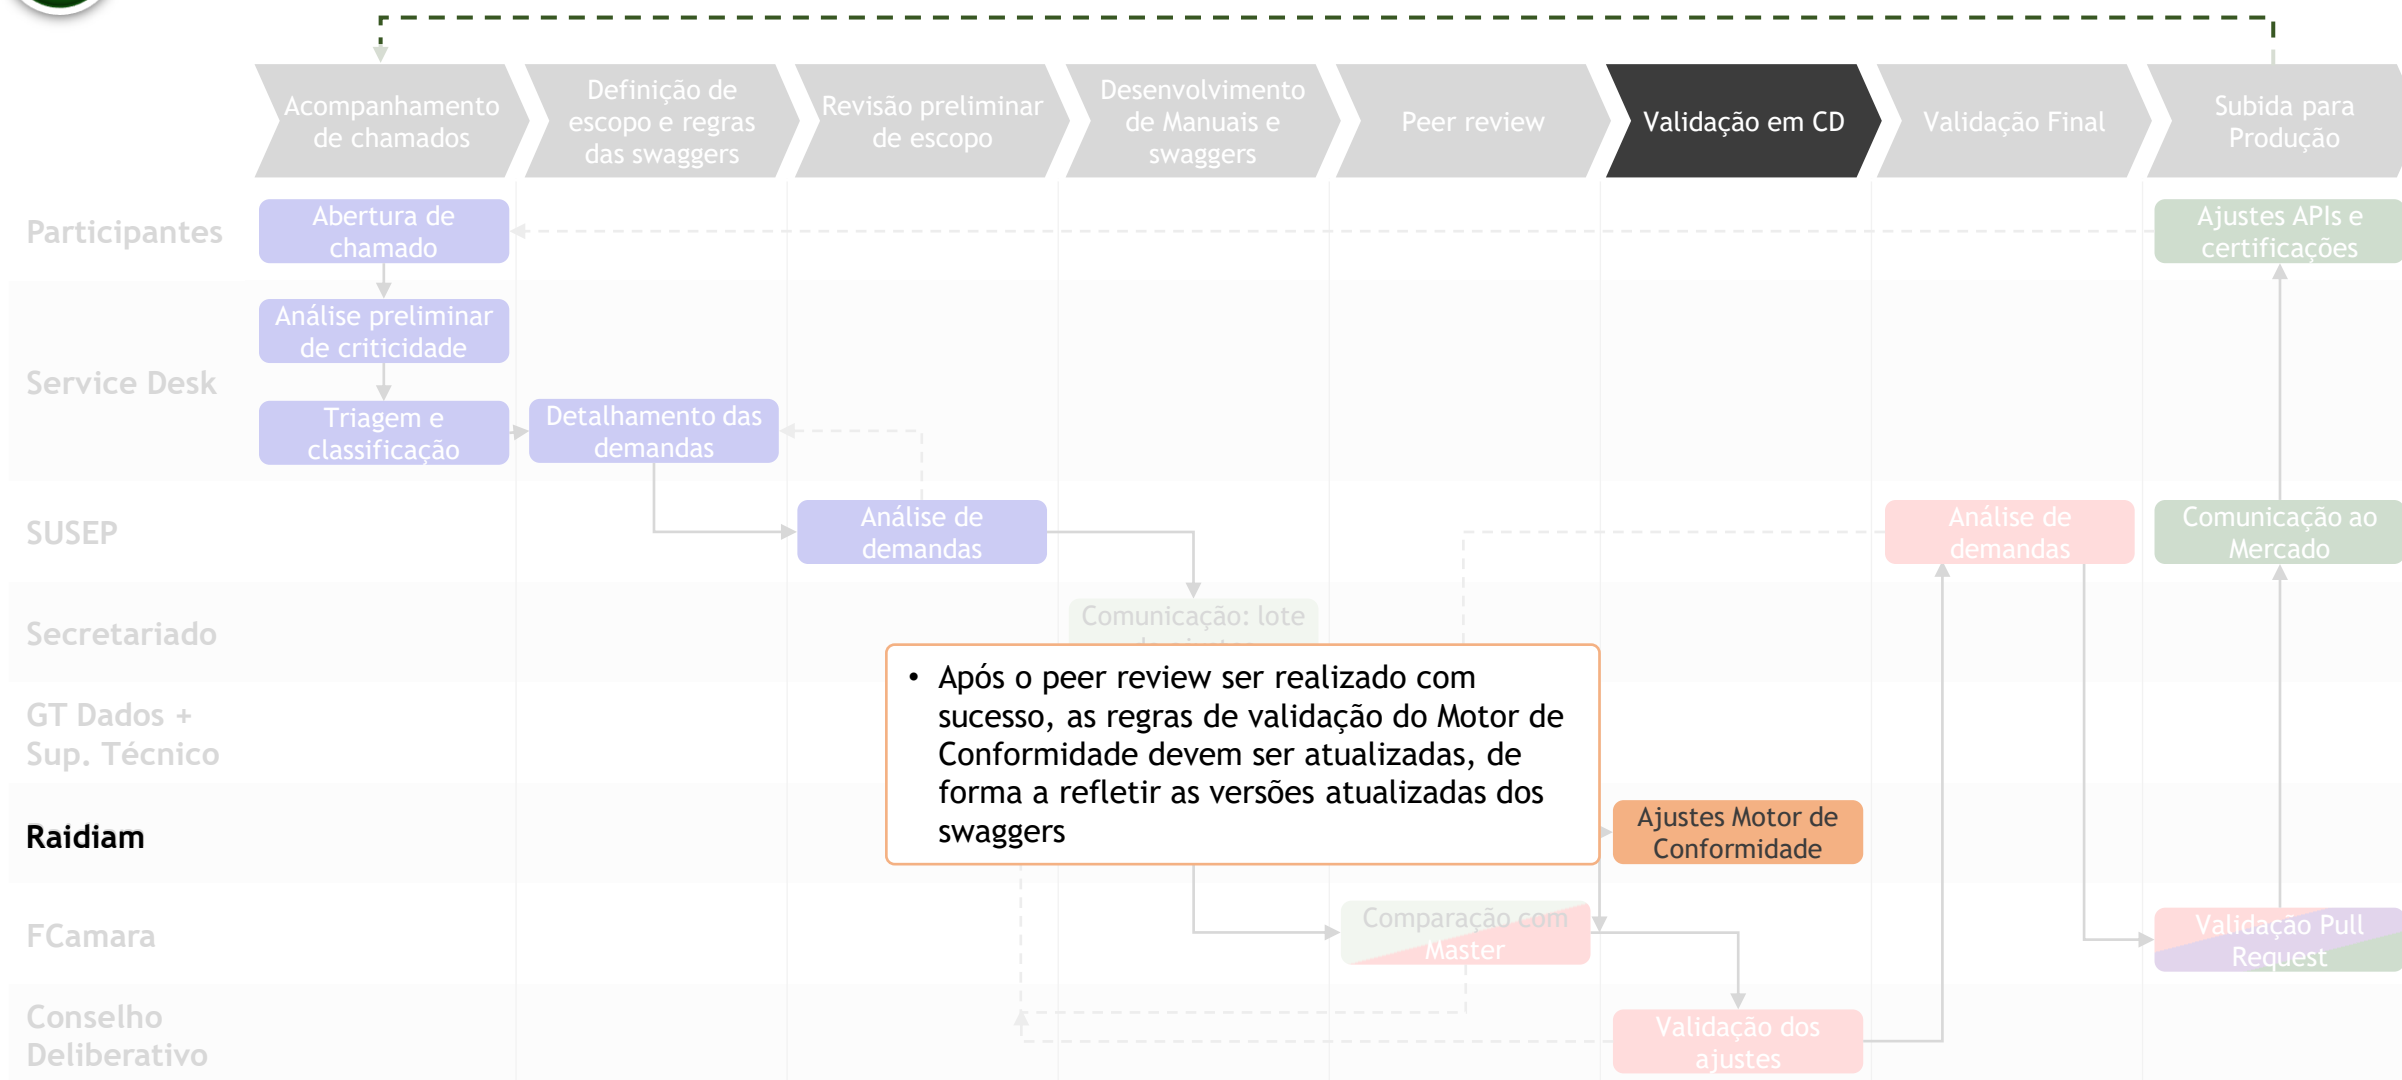 Acompanhamento
de chamados
Definição de
escopo e regras
das swaggers
Revisão preliminar
de escopo
Desenvolvimento
de Manuais e
swaggers
Peer review
Validação em CD
Validação Final
Subida para
Produção
Participantes
Abertura de
chamado
Ajustes APIs e
certificações
Service Desk
Análise preliminar
de criticidade
Triagem e
classificação
Detalhamento das
demandas
SUSEP
Análise de
demandas
Análise de
demandas
Comunicação ao
Mercado
Secretariado
Comunicação: lote
• Após o peer review ser realizado com
sucesso, as regras de validação do Motor de
Conformidade devem ser atualizadas, de
forma a refletir as versões atualizadas dos
swaggers
GT Dados +
Sup. Técnico
Raidiam
Ajustes Motor de
Conformidade
FCamara
Comparação com
Master
Validação Pull
Request
Conselho
Deliberativo
Validação dos
ajustes